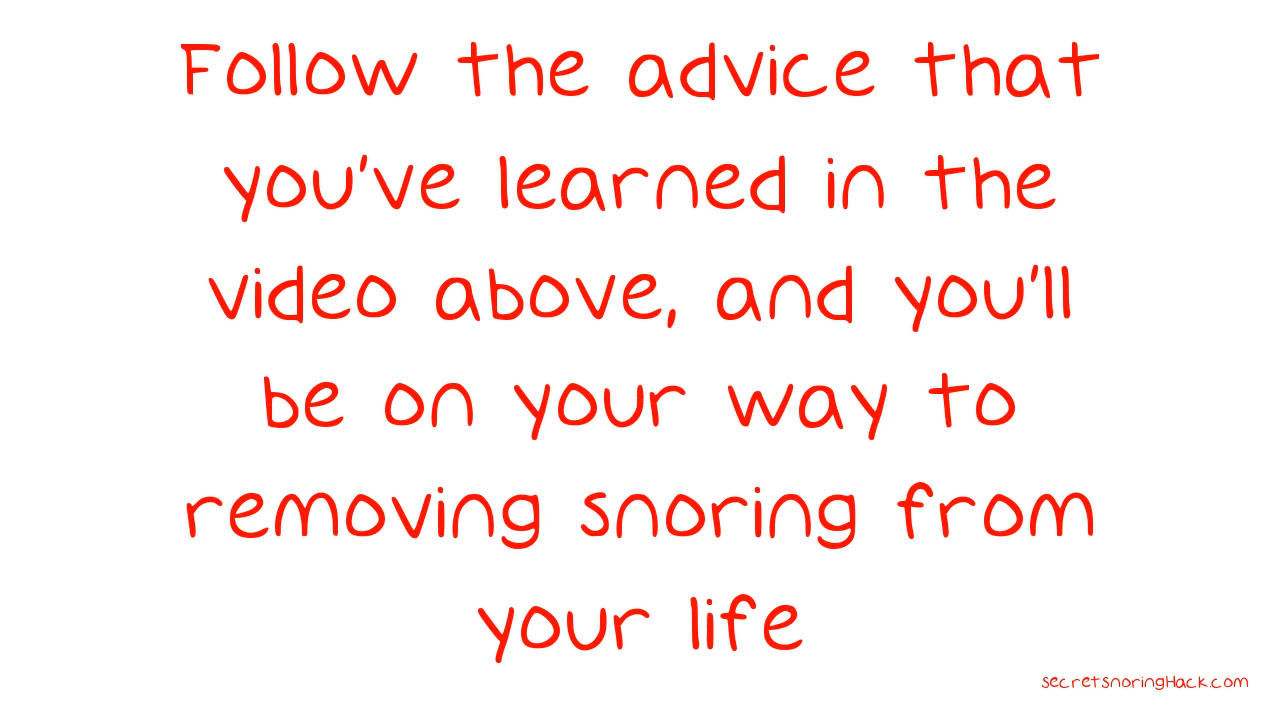 Follow the advice that
you've learned in the
video above, and you'll
be on your way to
removing snoring from
your life
secretsnoringHack.com